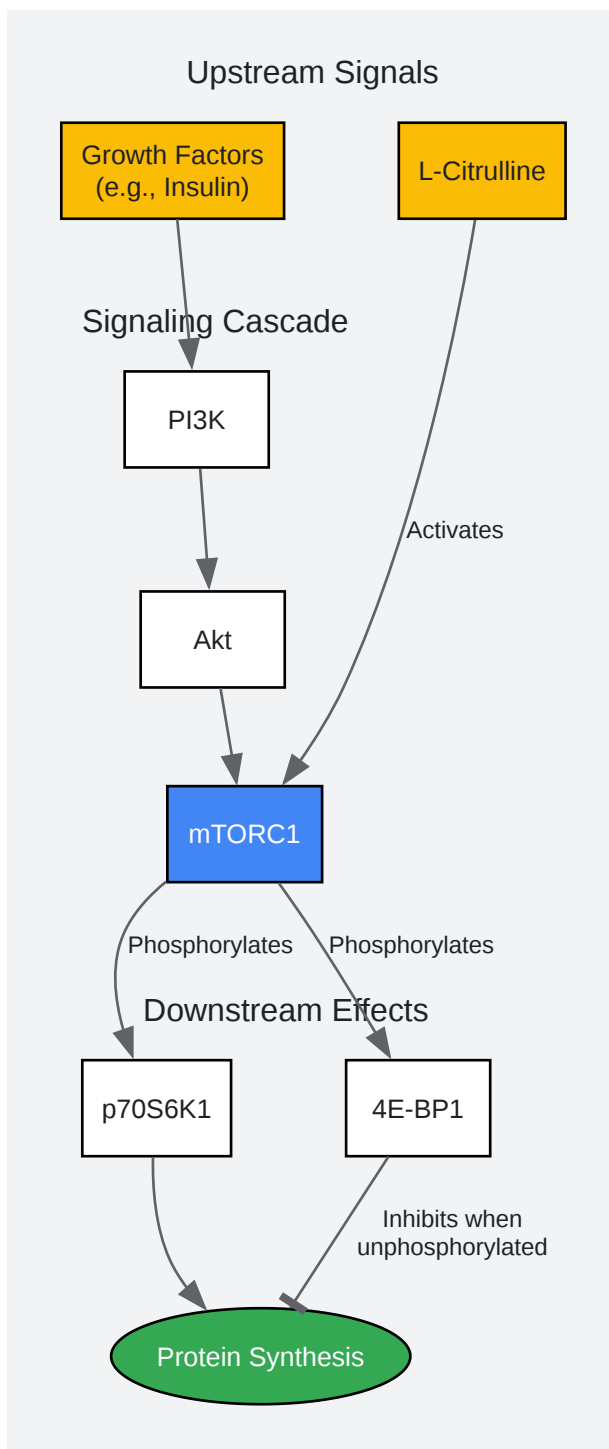 Upstream Signals
Growth Factors
(e.g., Insulin)
L-Citrulline
Signaling Cascade
PI3K
Activates
Akt
mTORC1
Phosphorylates
Phosphorylates
Downstream Effects
p70S6K1
4E-BP1
Inhibits when
unphosphorylated
Protein Synthesis